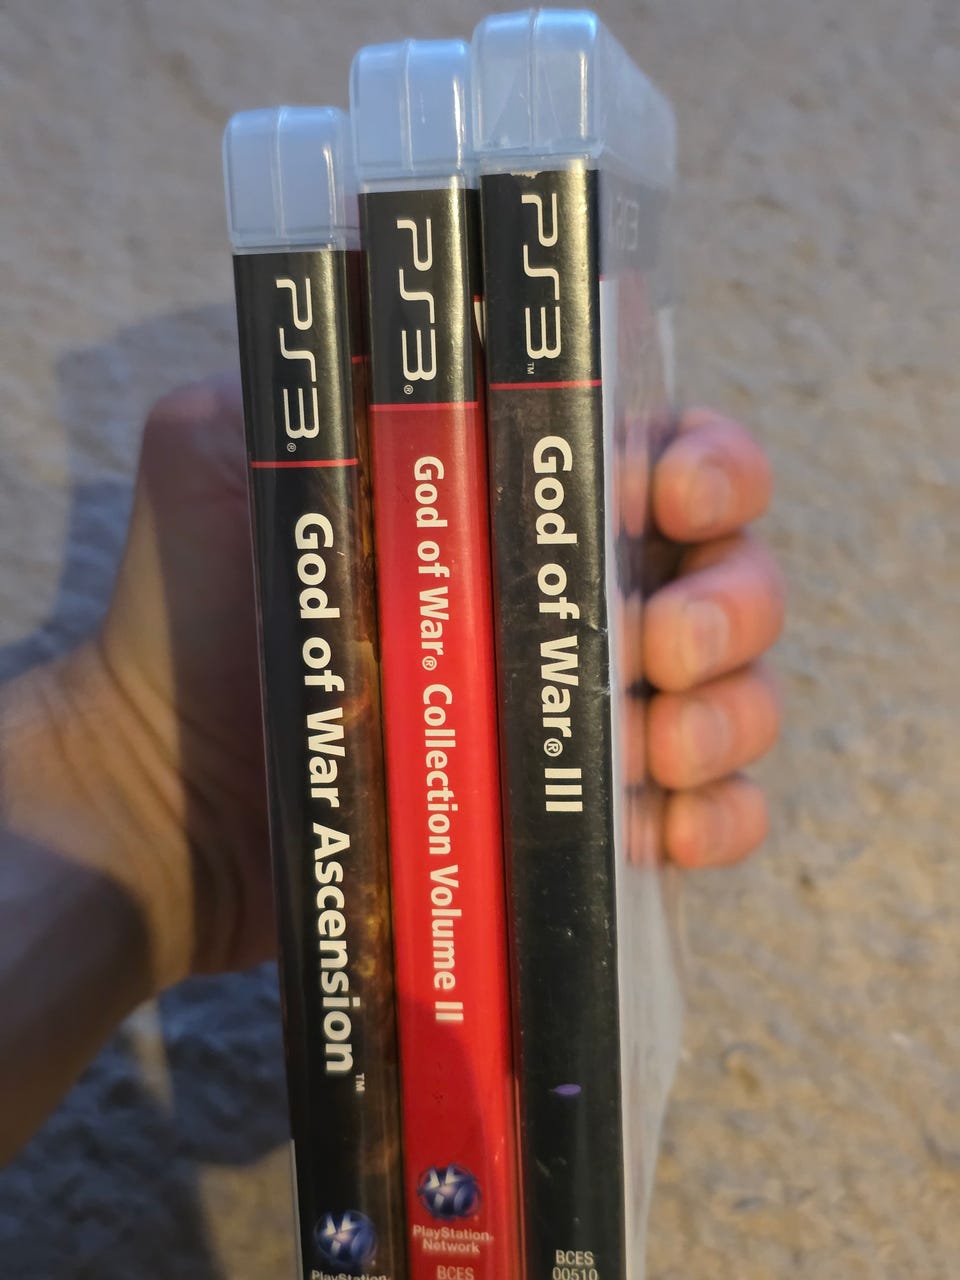 PS3®
God of War Ascension™
PlayStation®
PS3®
God of War® Collection Volume II
PlayStation®
Network
BCES
PS3™
God of War® III
BCES
00510
PS3